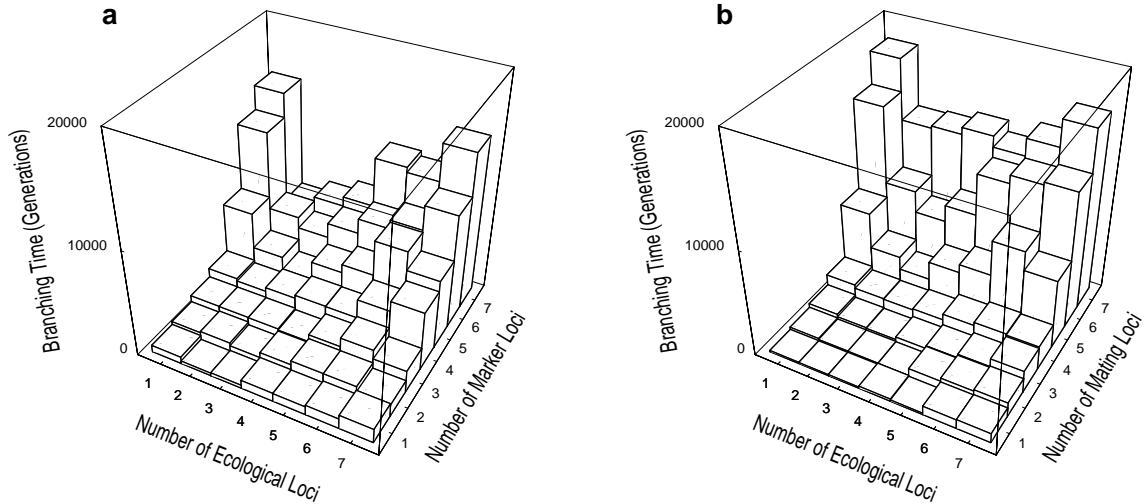 a
Branching Time (Generations)
20000
10000
0
1 2 3 4 5 6 7
Number of Ecological Loci
1 2 3 4 5 6 7
Number of Marker Loci
b
Branching Time (Generations)
20000
10000
0
1 2 3 4 5 6 7
Number of Ecological Loci
1 2 3 4 5 6 7
Number of Mating Loci